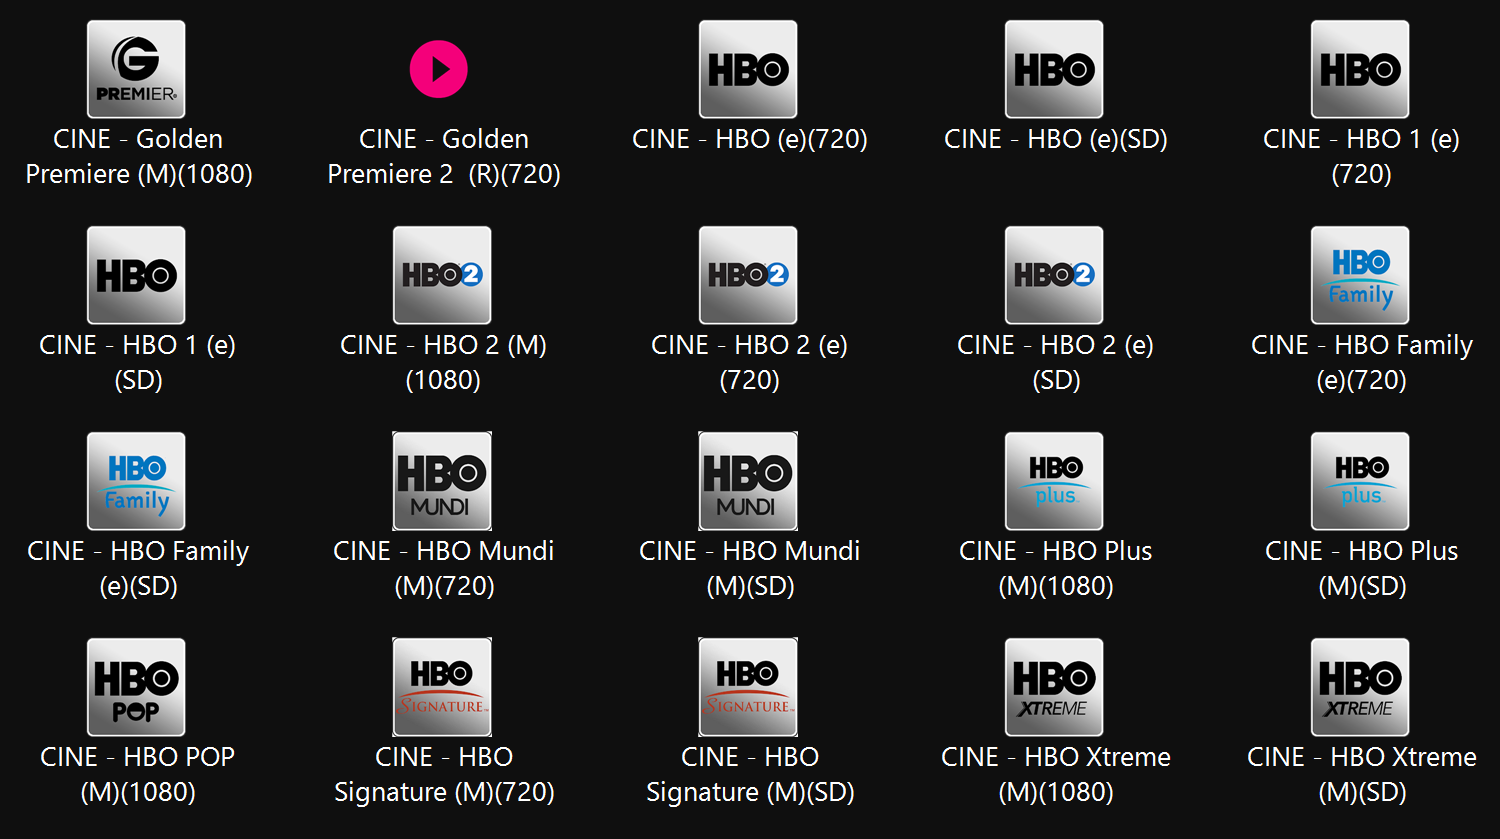 G
PREMIER
CINE - Golden
Premiere (M)(1080)
CINE - Golden
Premiere 2 (R)(720)
HBO
CINE - HBO (e)(720)
HBO
CINE - HBO (e)(SD)
HBO
CINE - HBO 1 (e)
(720)
HBO
CINE - HBO 1 (e)
(SD)
HBO2
CINE - HBO 2 (M)
(1080)
HBO2
CINE - HBO 2 (e)
(720)
HBO2
CINE - HBO 2 (e)
(SD)
HBO
Family
CINE - HBO Family
(e)(720)
HBO
Family
CINE - HBO Family
(e)(SD)
HBO
MUNDI
CINE - HBO Mundi
(M)(720)
HBO
MUNDI
CINE - HBO Mundi
(M)(SD)
HBO
plus
CINE - HBO Plus
(M)(1080)
HBO
plus
CINE - HBO Plus
(M)(SD)
HBO
POP
CINE - HBO POP
(M)(1080)
HBO
SIGNATURE™
CINE - HBO
Signature (M)(720)
HBO
SIGNATURE™
CINE - HBO
Signature (M)(SD)
HBO
XTREME
CINE - HBO Xtreme
(M)(1080)
HBO
XTREME
CINE - HBO Xtreme
(M)(SD)